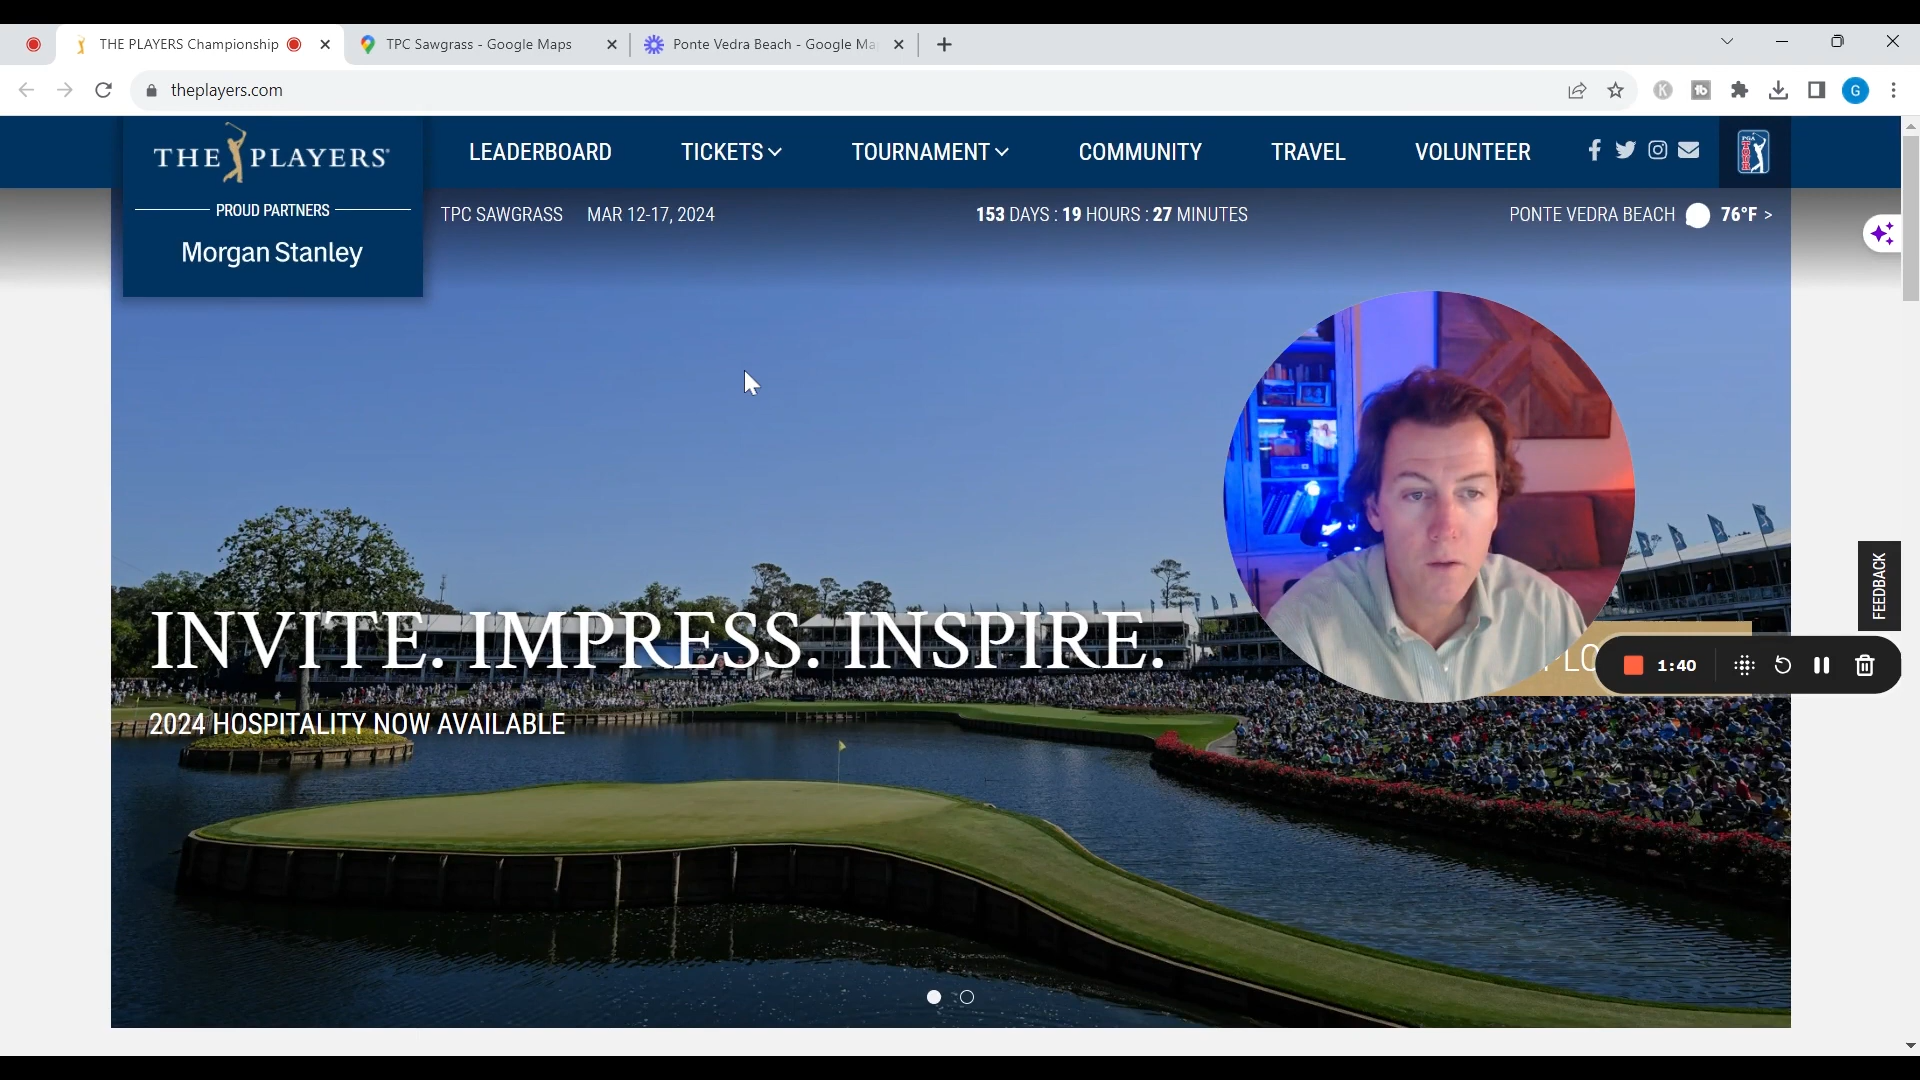 THE PLAYERS Championship
TPC Sawgrass - Google Maps
Ponte Vedra Beach - Google Ma
theplayers.com
G
THE PLAYERS
PROUD PARTNERS
Morgan Stanley
LEADERBOARD TICKETS TOURNAMENT COMMUNITY TRAVEL VOLUNTEER
PGA TOUR
TPC SAWGRASS MAR 12-17, 2024 153 DAYS : 19 HOURS : 27 MINUTES PONTE VEDRA BEACH 76°F >
FEEDBACK
INVITE. IMPRESS. INSPIRE.
1:40
2024 HOSPITALITY NOW AVAILABLE